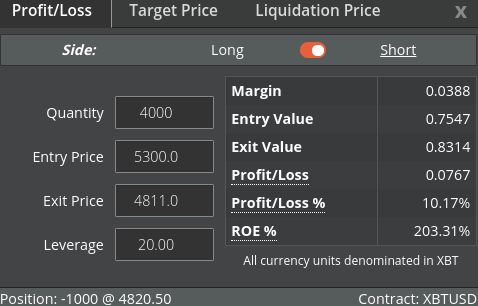 Profit/Loss Target Price Liquidation Price X
Side: Long Short
Quantity 4000
Entry Price 5300.0
Exit Price 4811.0
Leverage 20.00
Margin 0.0388
Entry Value 0.7547
Exit Value 0.8314
Profit/Loss 0.0767
Profit/Loss % 10.17%
ROE % 203.31%
All currency units denominated in XBT
Position: -1000 @ 4820.50 Contract: XBTUSD